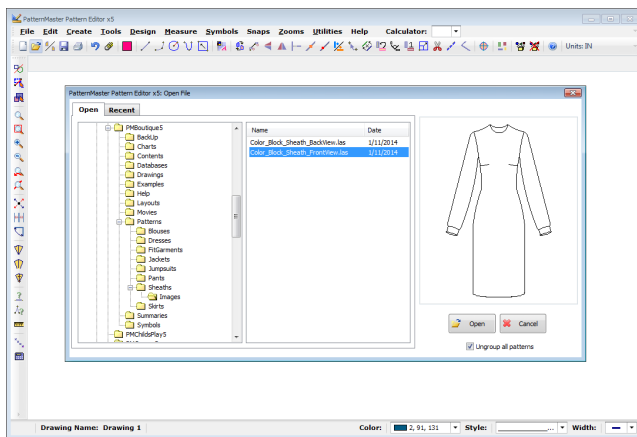 PatternMaster Pattern Editor x5
File Edit Create Tools Design Measure Symbols Snaps Zooms Utilities Help Calculator:
Units: IN
PatternMaster Pattern Editor x5: Open File
Open Recent
PMBoutique5
BackUp
Charts
Contents
Databases
Drawings
Examples
Help
Layouts
Movies
Patterns
Blouses
Dresses
FitGarments
Jackets
Jumpsuits
Pants
Sheaths
Images
Skirts
Summaries
Symbols
PMChildsPlay5
Name Date
Color_Block_Sheath_BackView.las 1/11/2014
Color_Block_Sheath_FrontView.las 1/11/2014
Open Cancel
Ungroup all patterns
Drawing Name: Drawing 1 Color: 2, 91, 131 Style: ... Width: